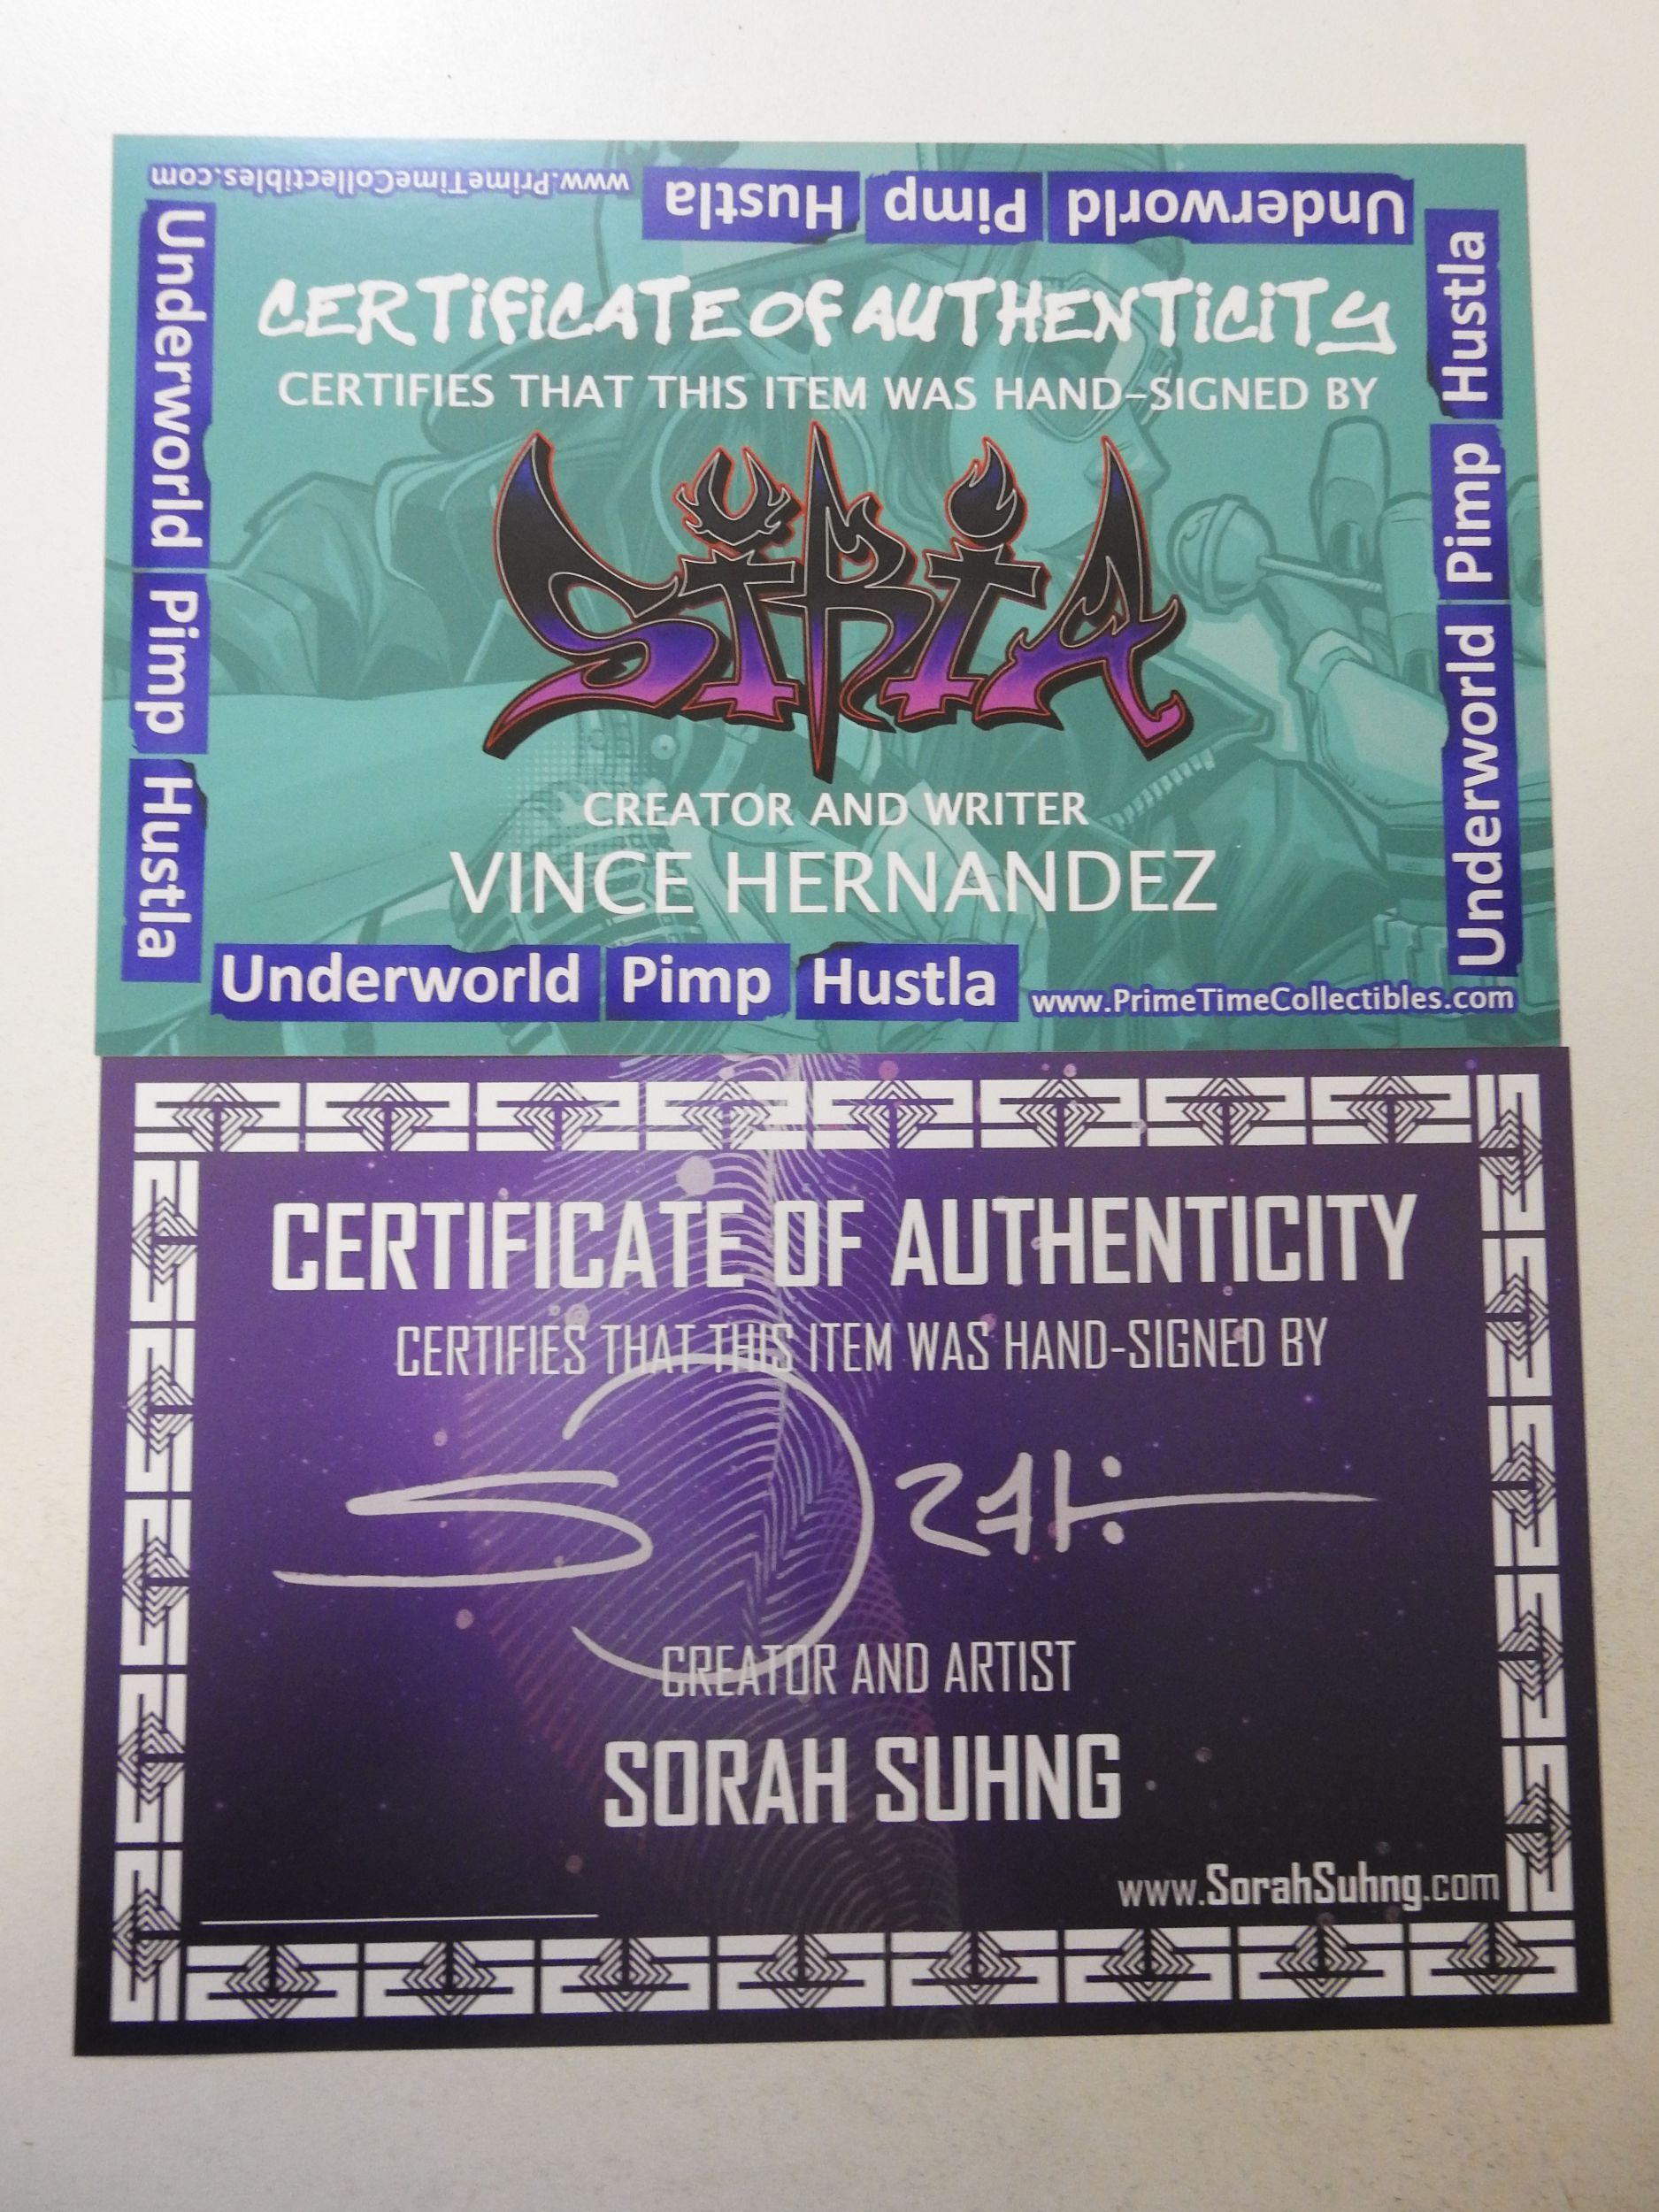 www.PrimeTimeCollectibles.com
Underworld Pimp Hustla
Underworld Pimp Hustla
Underworld Pimp Hustla
CERTIFICATE OF AUTHENTICITY
CERTIFIES THAT THIS ITEM WAS HAND-SIGNED BY
SIRIA
CREATOR AND WRITER
VINCE HERNANDEZ
Underworld Pimp Hustla
www.PrimeTimeCollectibles.com
CERTIFICATE OF AUTHENTICITY
CERTIFIES THAT THIS ITEM WAS HAND-SIGNED BY
SORAH
CREATOR AND ARTIST
SORAH SUHNG
www.SorahSuhng.com